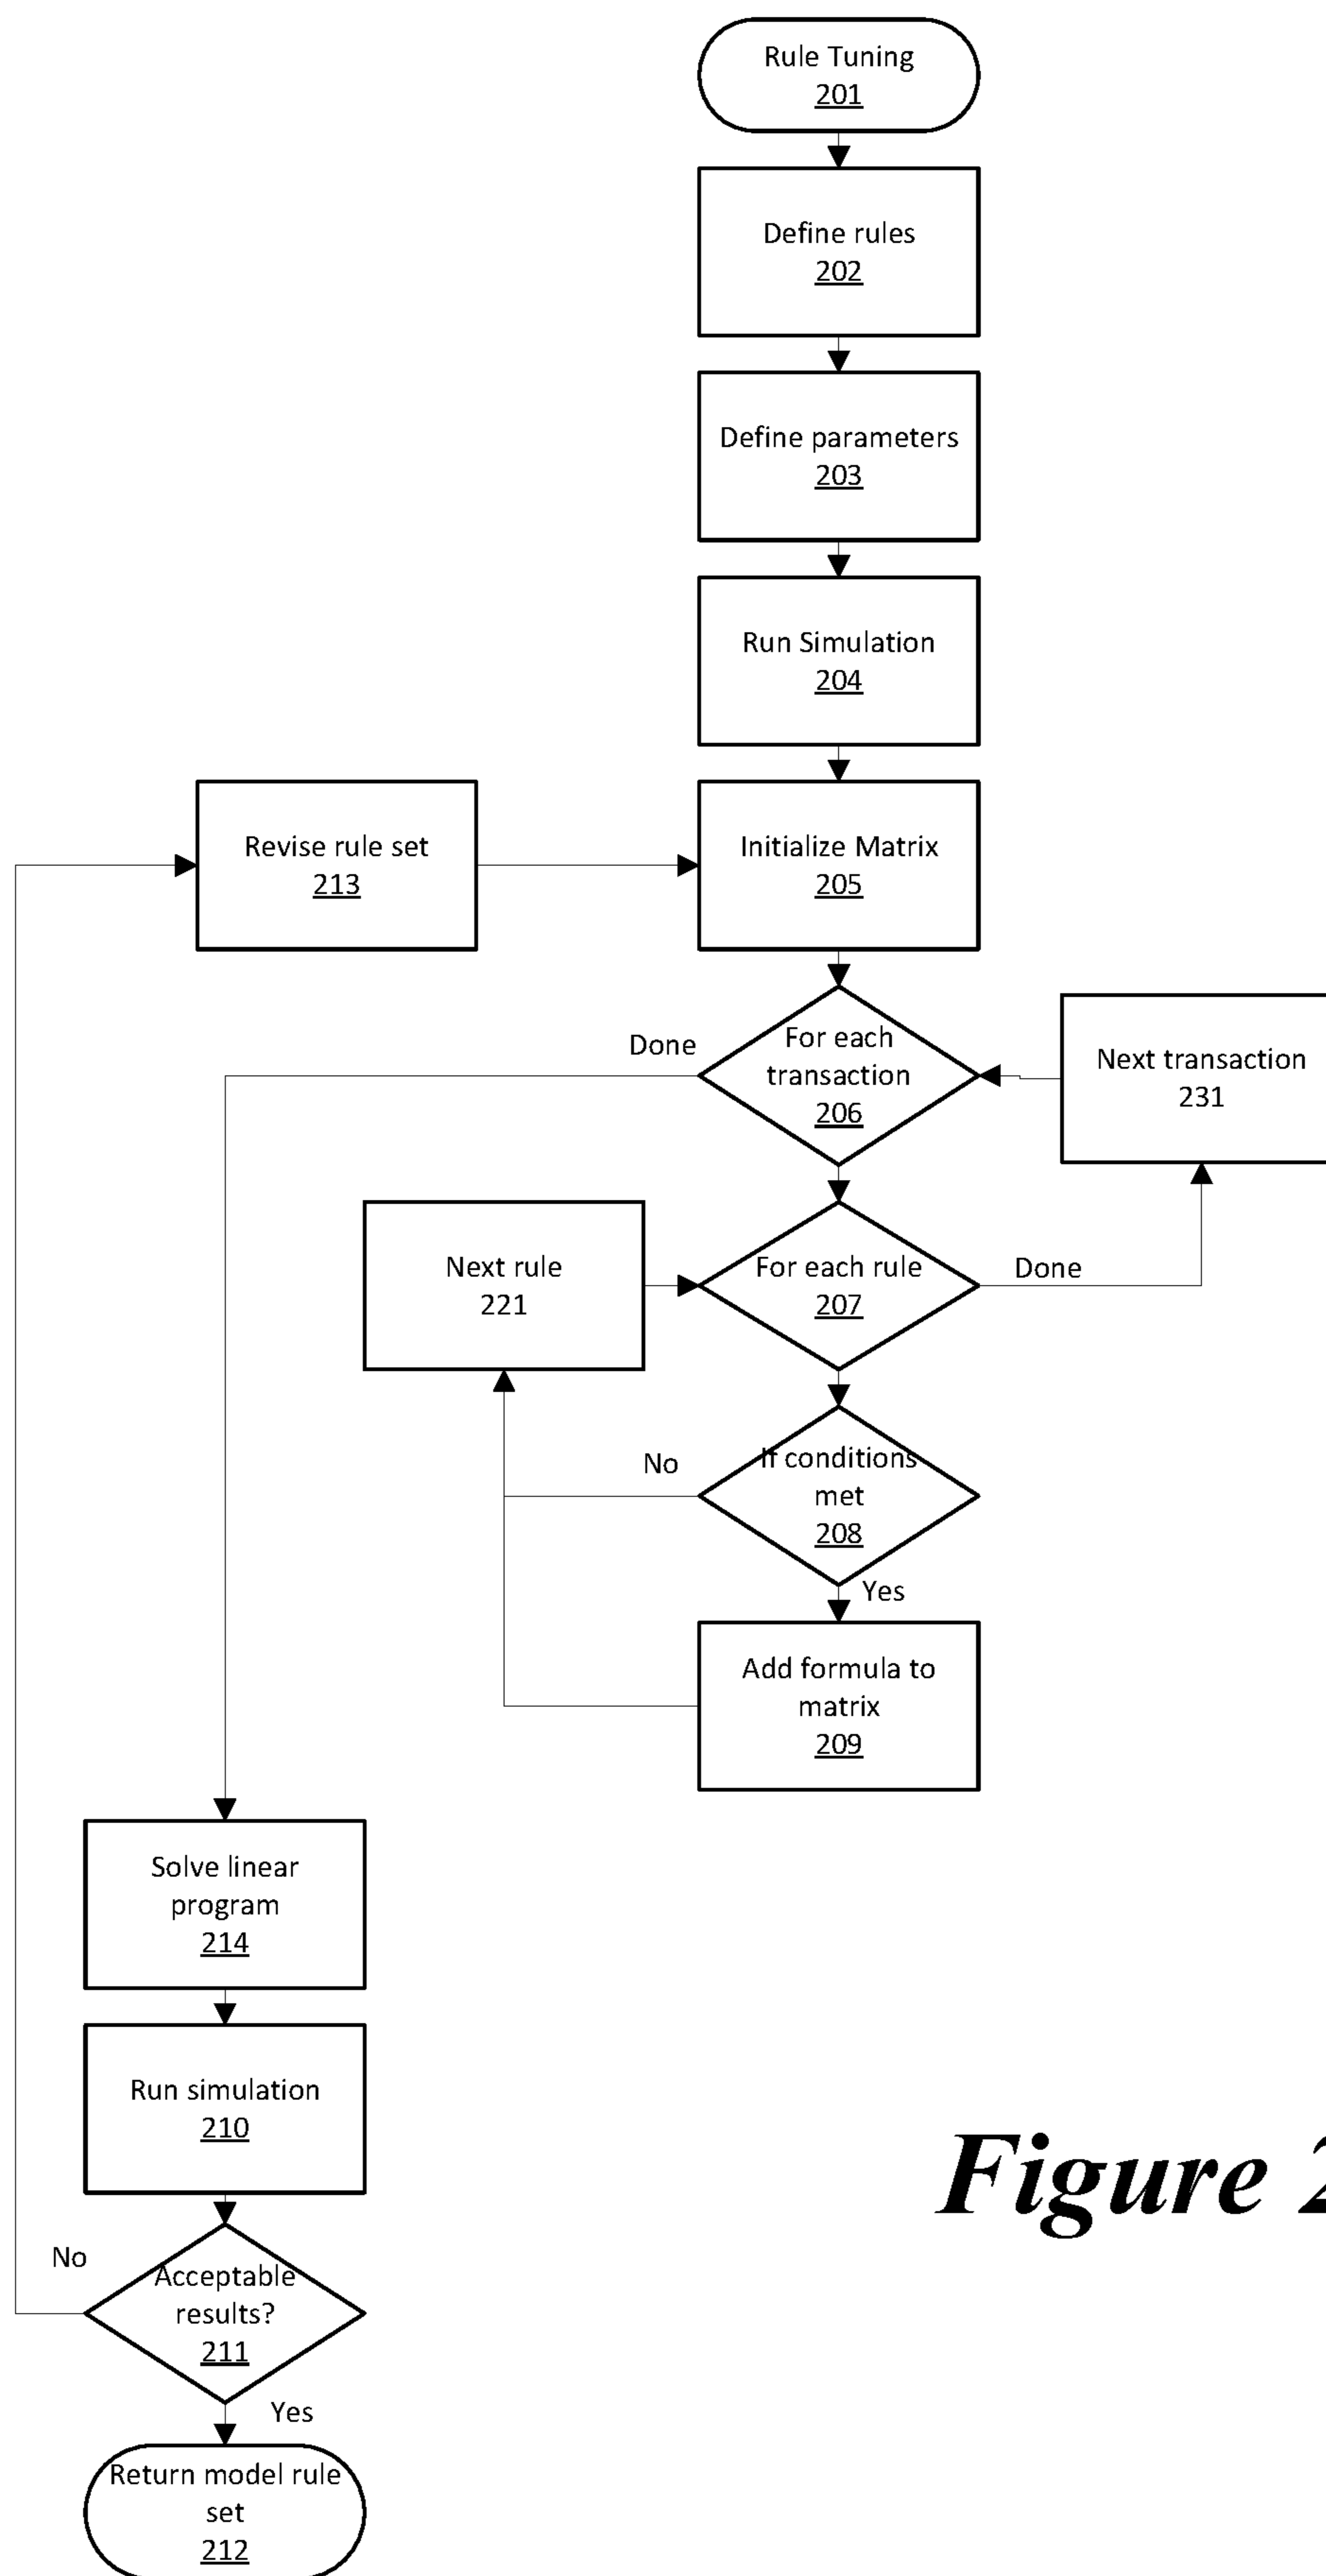 Rule Tuning
201
Define rules
202
Define parameters
203
Run Simulation
204
Revise rule set
213
Initialize Matrix
205
Done
For each
transaction
206
Next transaction
231
Next rule
221
For each rule
207
Done
No
If conditions
met
208
Yes
Add formula to
matrix
209
Solve linear
program
214
Run simulation
210
Figure 2
No
Acceptable
results?
211
Yes
Return model rule
set
212